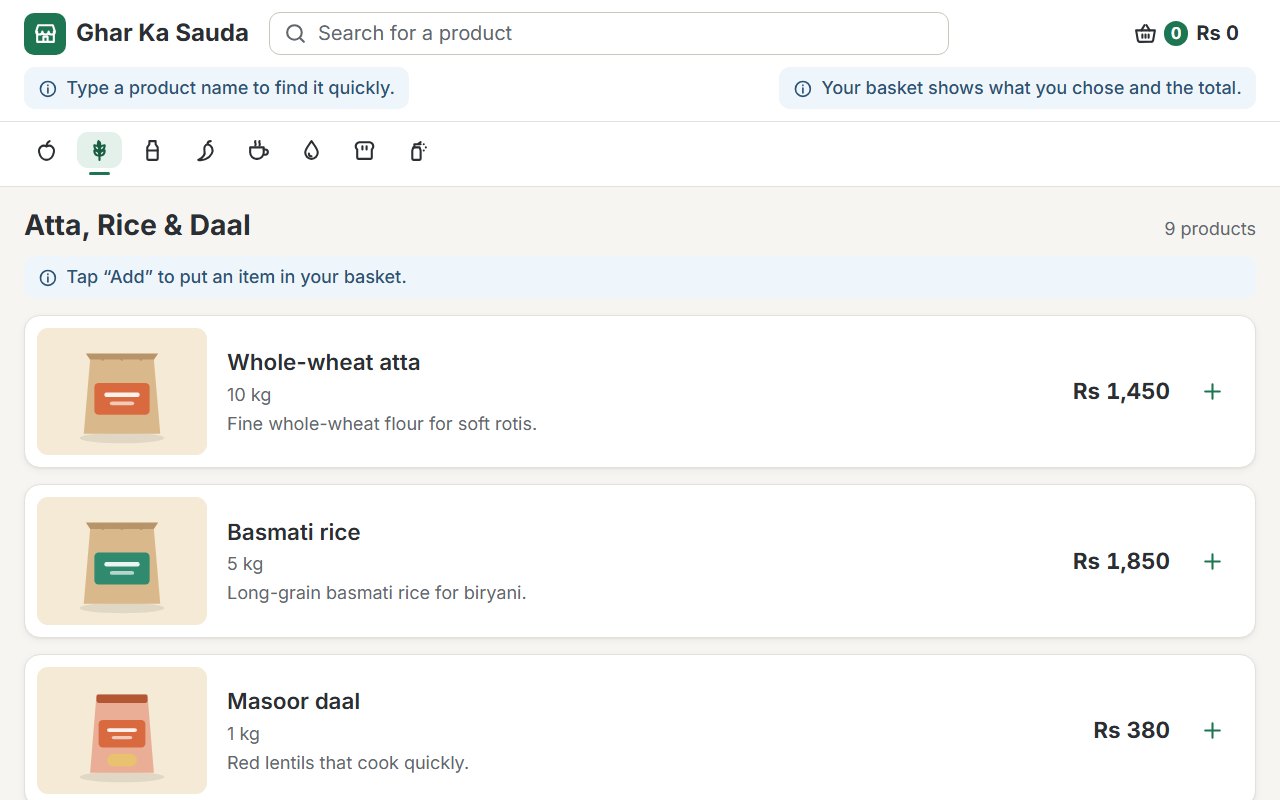 Ghar Ka Sauda
Search for a product
0 Rs 0
Type a product name to find it quickly.
Your basket shows what you chose and the total.
Atta, Rice & Daal
9 products
Tap “Add” to put an item in your basket.
Whole-wheat atta
10 kg
Fine whole-wheat flour for soft rotis.
Rs 1,450
Basmati rice
5 kg
Long-grain basmati rice for biryani.
Rs 1,850
Masoor daal
1 kg
Red lentils that cook quickly.
Rs 380